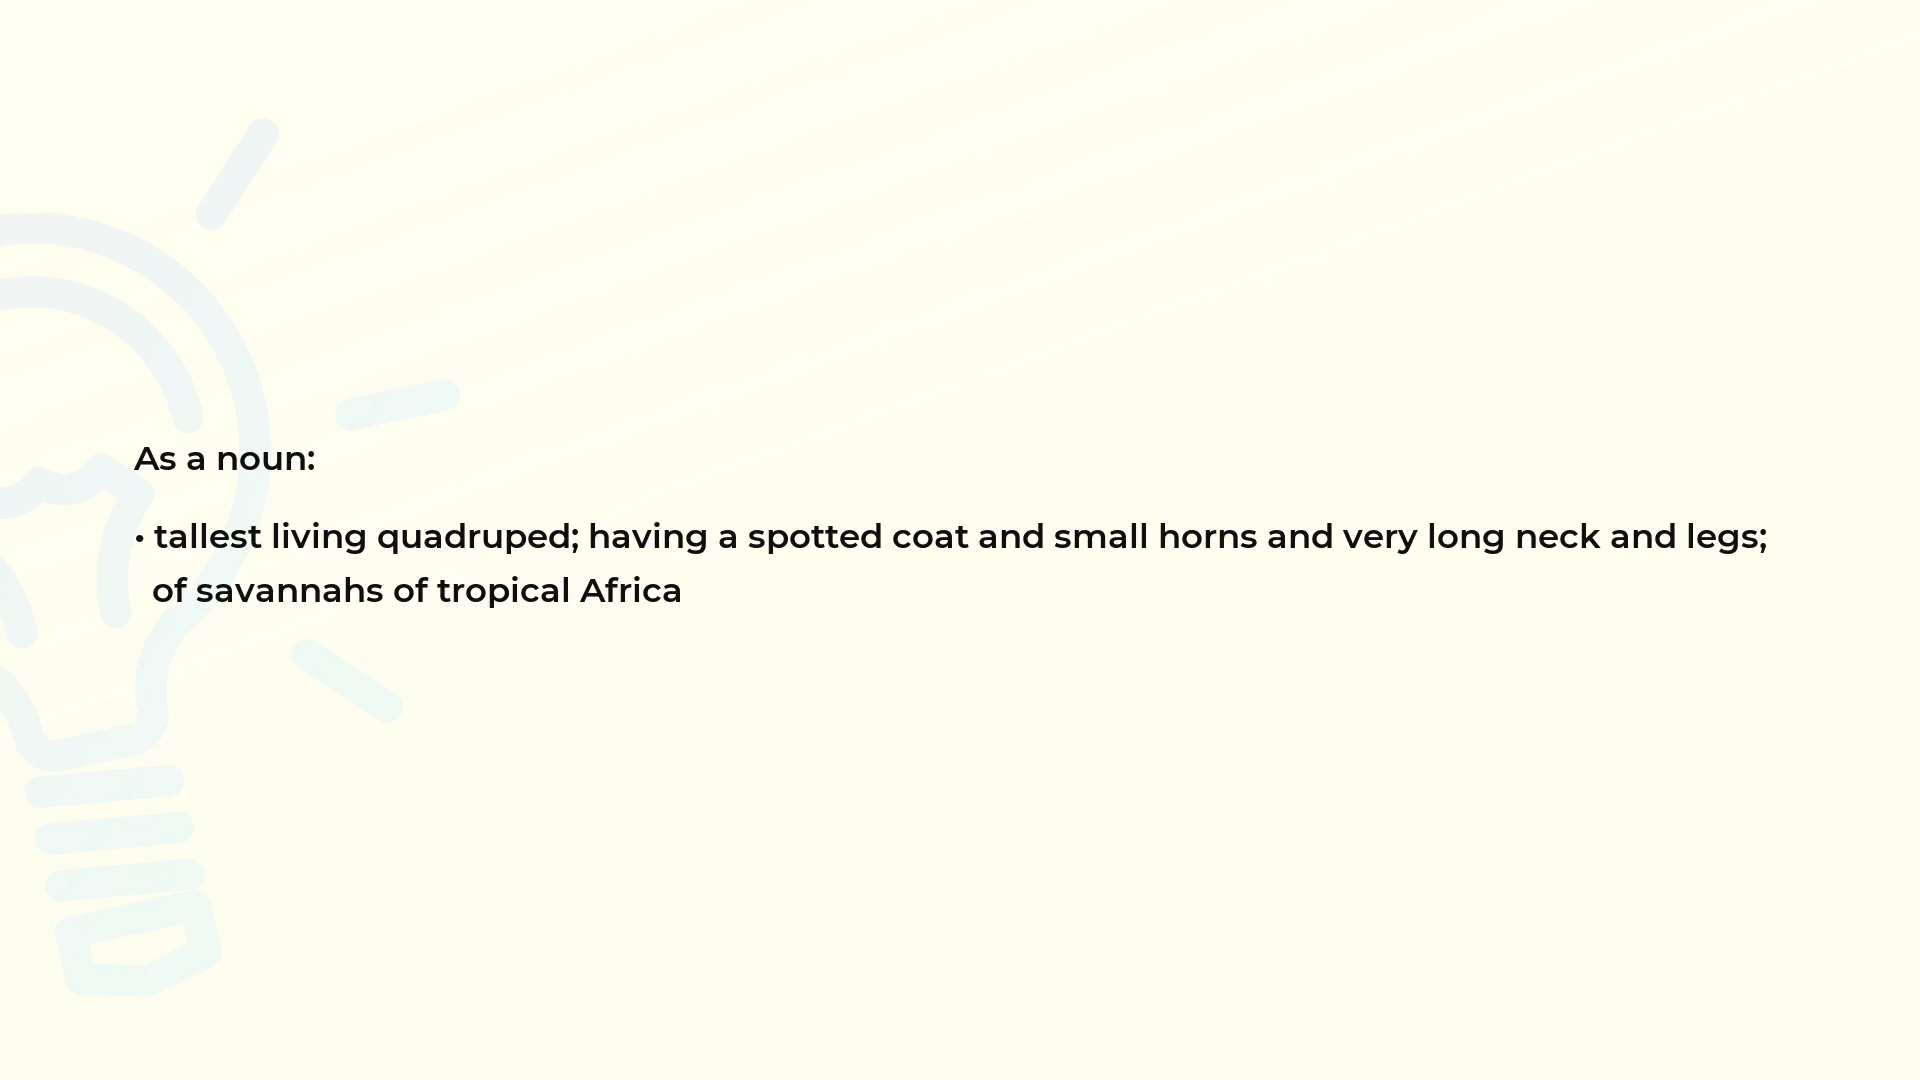 As a noun:
• tallest living quadruped; having a spotted coat and small horns and very long neck and legs;
of savannahs of tropical Africa